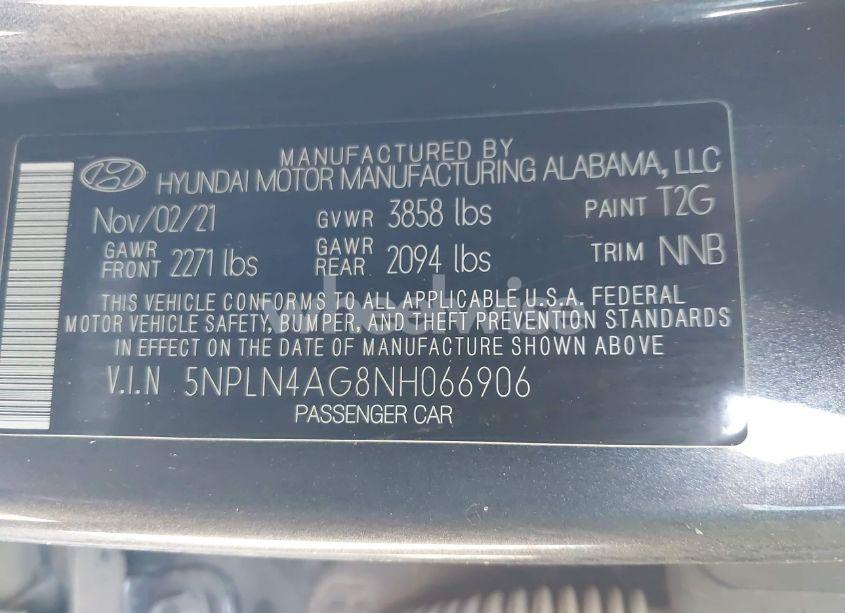 MANUFACTURED BY
HYUNDAI MOTOR MANUFACTURING ALABAMA, LLC
Nov/02/21 GVWR 3858 lbs PAINT T2G
GAWR FRONT 2271 lbs GAWR REAR 2094 lbs TRIM NNB
THIS VEHICLE CONFORMS TO ALL APPLICABLE U.S.A. FEDERAL
MOTOR VEHICLE SAFETY, BUMPER, AND THEFT PREVENTION STANDARDS
IN EFFECT ON THE DATE OF MANUFACTURE SHOWN ABOVE
V.I.N 5NPLN4AG8NH066906
PASSENGER CAR
wheelwise